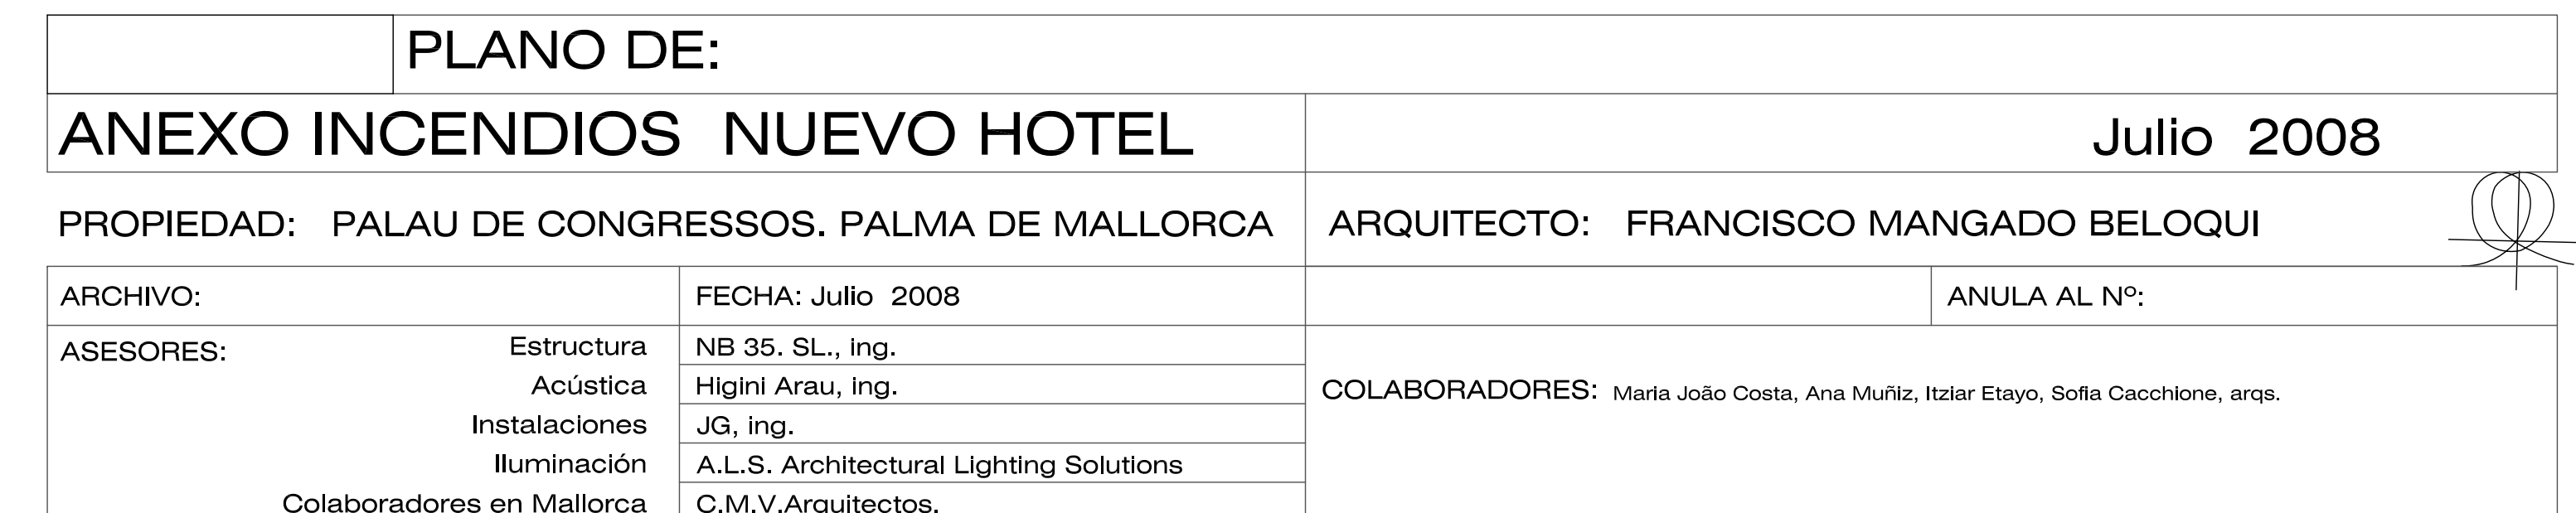 PLANO DE:
ANEXO INCENDIOS NUEVO HOTEL
Julio 2008
PROPIEDAD: PALAU DE CONGRESSOS. PALMA DE MALLORCA
ARQUITECTO: FRANCISCO MANGADO BELOQUI
ARCHIVO:
FECHA: Julio 2008
ANULA AL Nº:
ASESORES:
Estructura NB 35. SL., ing.
Acústica Higini Arau, ing.
Instalaciones JG, ing.
Iluminación A.L.S. Architectural Lighting Solutions
Colaboradores en Mallorca C.M.V.Arquitectos.
COLABORADORES: Maria João Costa, Ana Muñiz, Itziar Etayo, Sofia Cacchione, arqs.